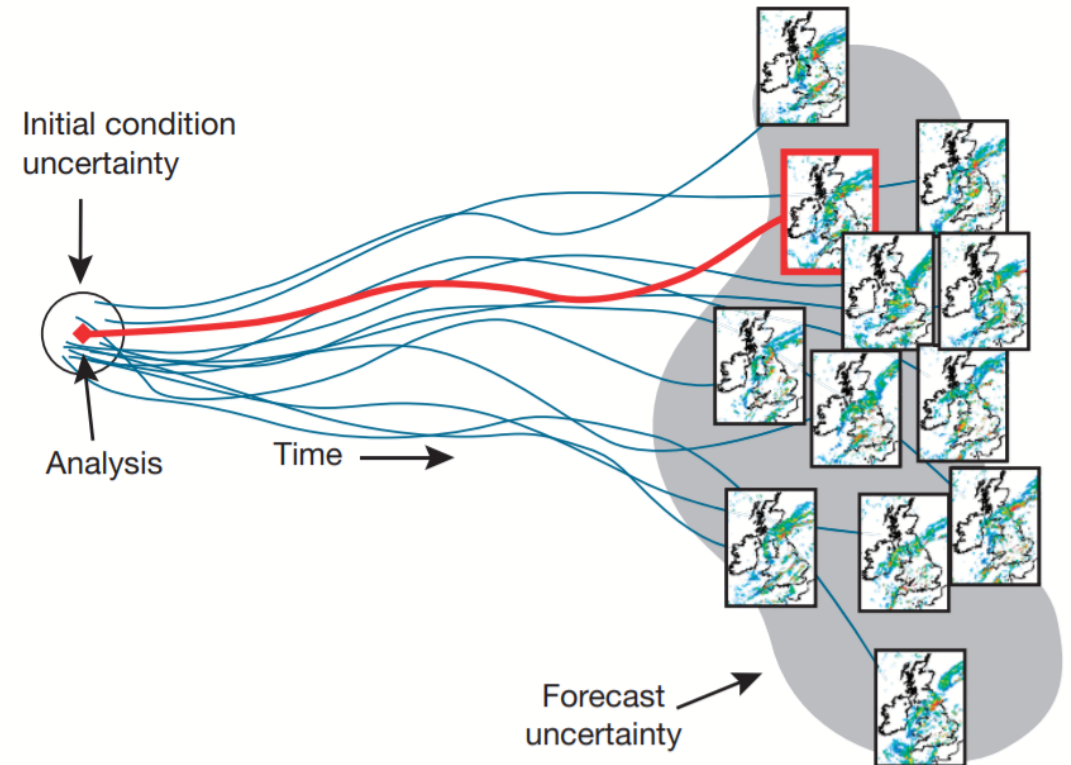 Initial condition
uncertainty
Analysis
Time
Forecast
uncertainty